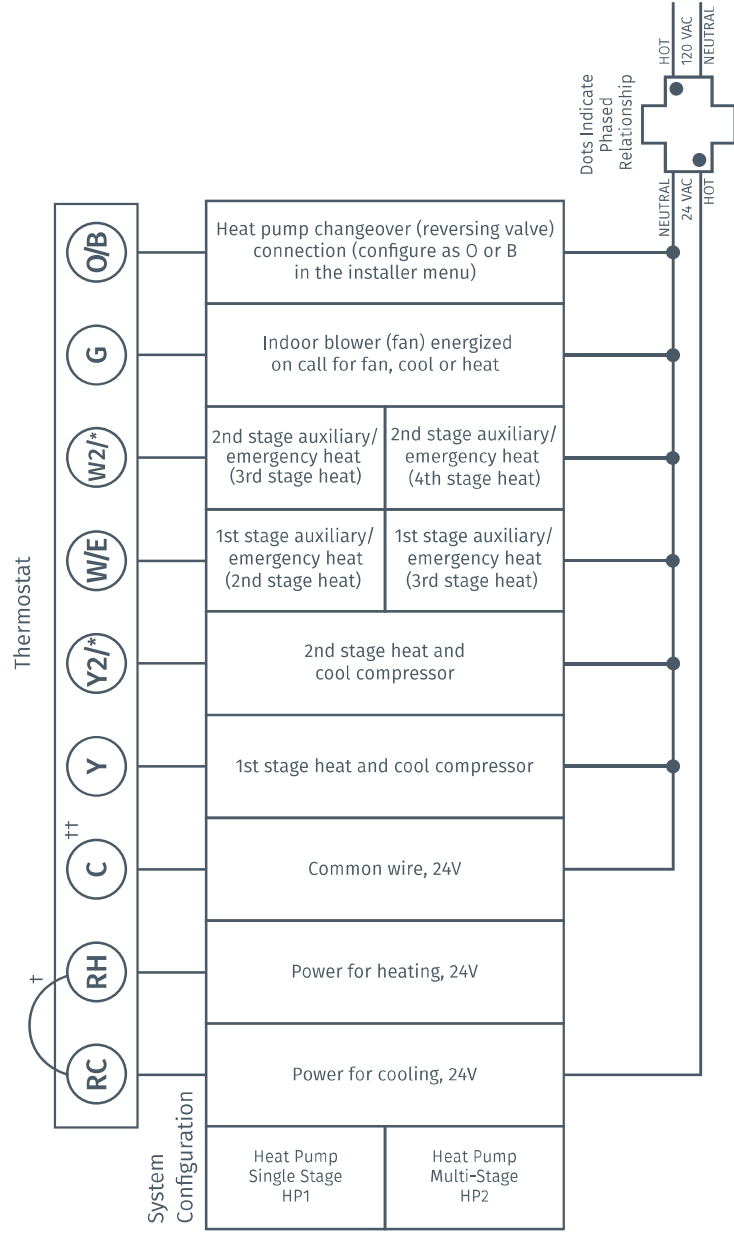 Thermostat
O/B
G
W2/*
W/E
Y2/*
Y
††
C
†
RH
RC
Heat pump changeover (reversing valve)
connection (configure as O or B
in the installer menu)
Indoor blower (fan) energized
on call for fan, cool or heat
2nd stage auxiliary/
emergency heat
(3rd stage heat)
2nd stage auxiliary/
emergency heat
(4th stage heat)
1st stage auxiliary/
emergency heat
(2nd stage heat)
1st stage auxiliary/
emergency heat
(3rd stage heat)
2nd stage heat and
cool compressor
1st stage heat and cool compressor
Common wire, 24V
Power for heating, 24V
Power for cooling, 24V
System
Configuration
Heat Pump
Single Stage
HP1
Heat Pump
Multi-Stage
HP2
Dots Indicate
Phased
Relationship
HOT
120 VAC
NEUTRAL
NEUTRAL
24 VAC
HOT